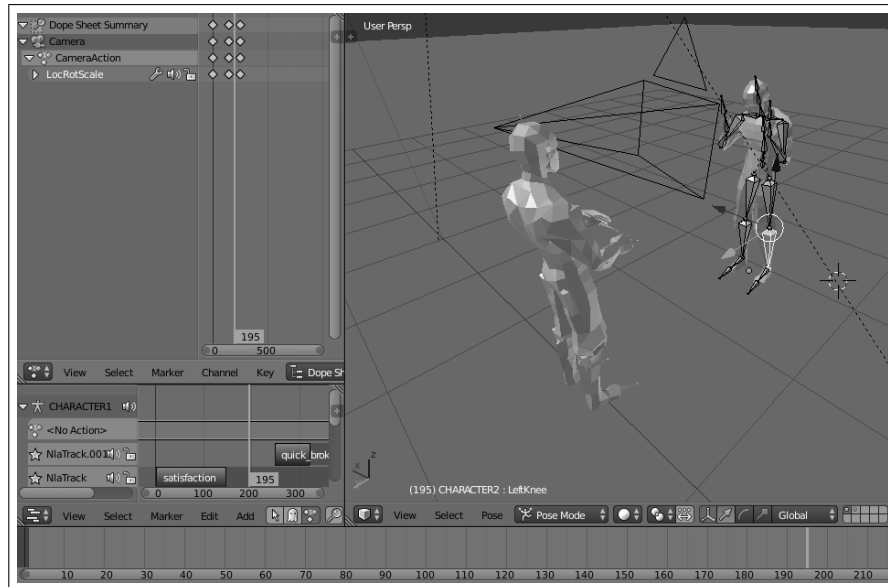 Dope Sheet Summary
Camera
CameraAction
LocRotScale
195
0 500
View Select Marker Channel Key Dope Sh
CHARACTER1
<No Action>
NlaTrack.001
quick_brok
NlaTrack
satisfaction
195
0 100 200 300
View Select Marker Edit Add
User Persp
z
x
y
(195) CHARACTER2 : LeftKnee
View Select Pose Pose Mode Global
10 20 30 40 50 60 70 80 90 100 110 120 130 140 150 160 170 180 190 200 210